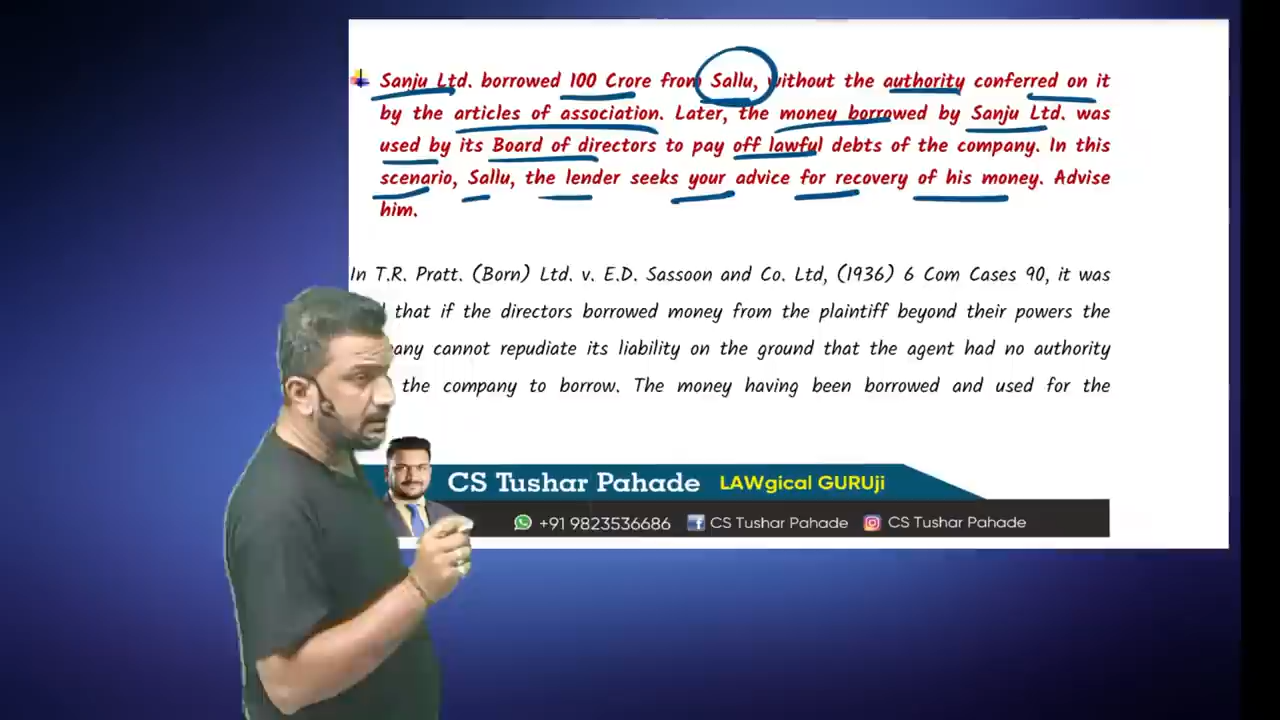 Sanju Ltd. borrowed 100 Crore from Sallu, without the authority conferred on it
by the articles of association. Later, the money borrowed by Sanju Ltd. was
used by its Board of directors to pay off lawful debts of the company. In this
scenario, Sallu, the lender seeks your advice for recovery of his money. Advise
him.
In T.R. Pratt. (Born) Ltd. v. E.D. Sassoon and Co. Ltd, (1936) 6 Com Cases 90, it was
that if the directors borrowed money from the plaintiff beyond their powers the
cannot repudiate its liability on the ground that the agent had no authority
the company to borrow. The money having been borrowed and used for the
CS Tushar Pahade LAWgical GURUji
+91 9823536686 CS Tushar Pahade CS Tushar Pahade